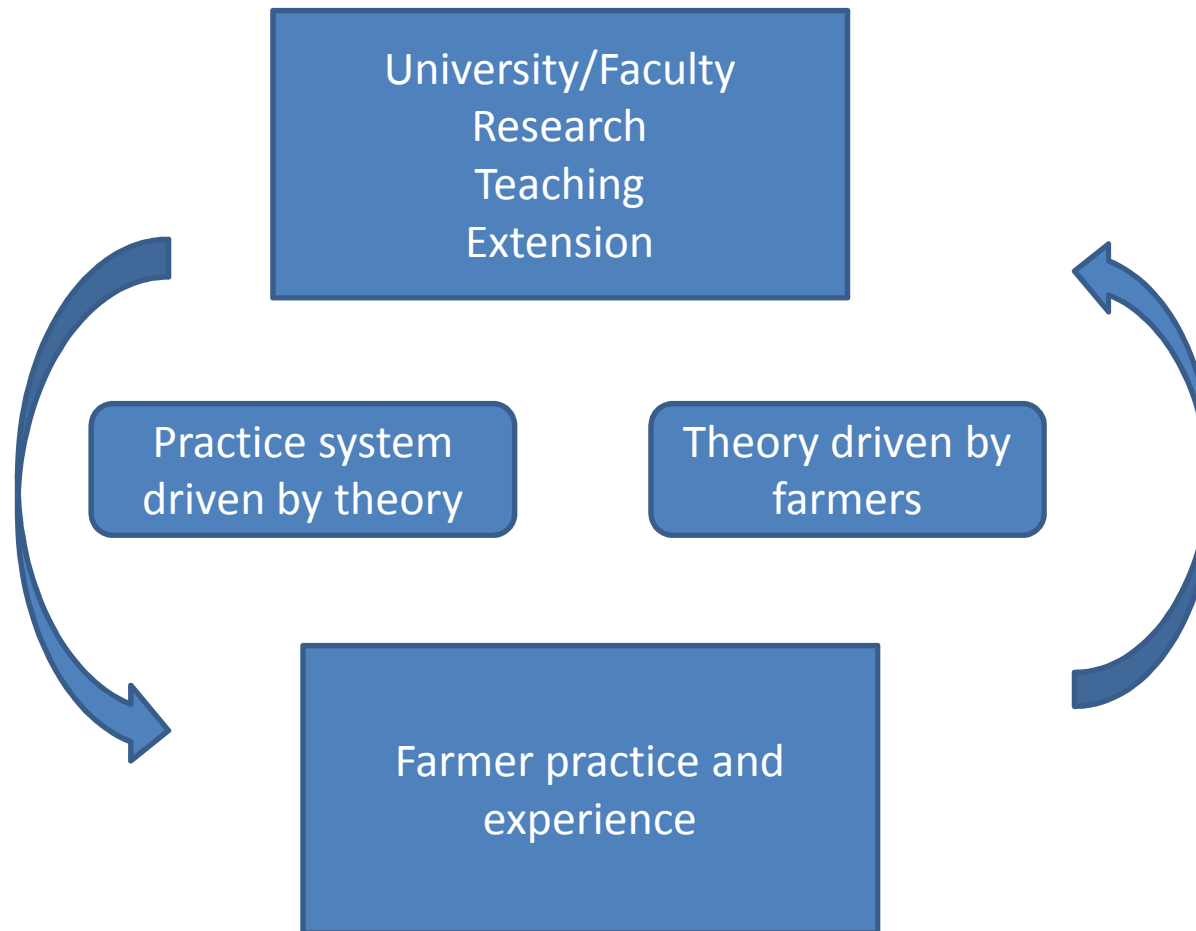 University/Faculty
Research
Teaching
Extension
Practice system
driven by theory
Theory driven by
farmers
Farmer practice and
experience